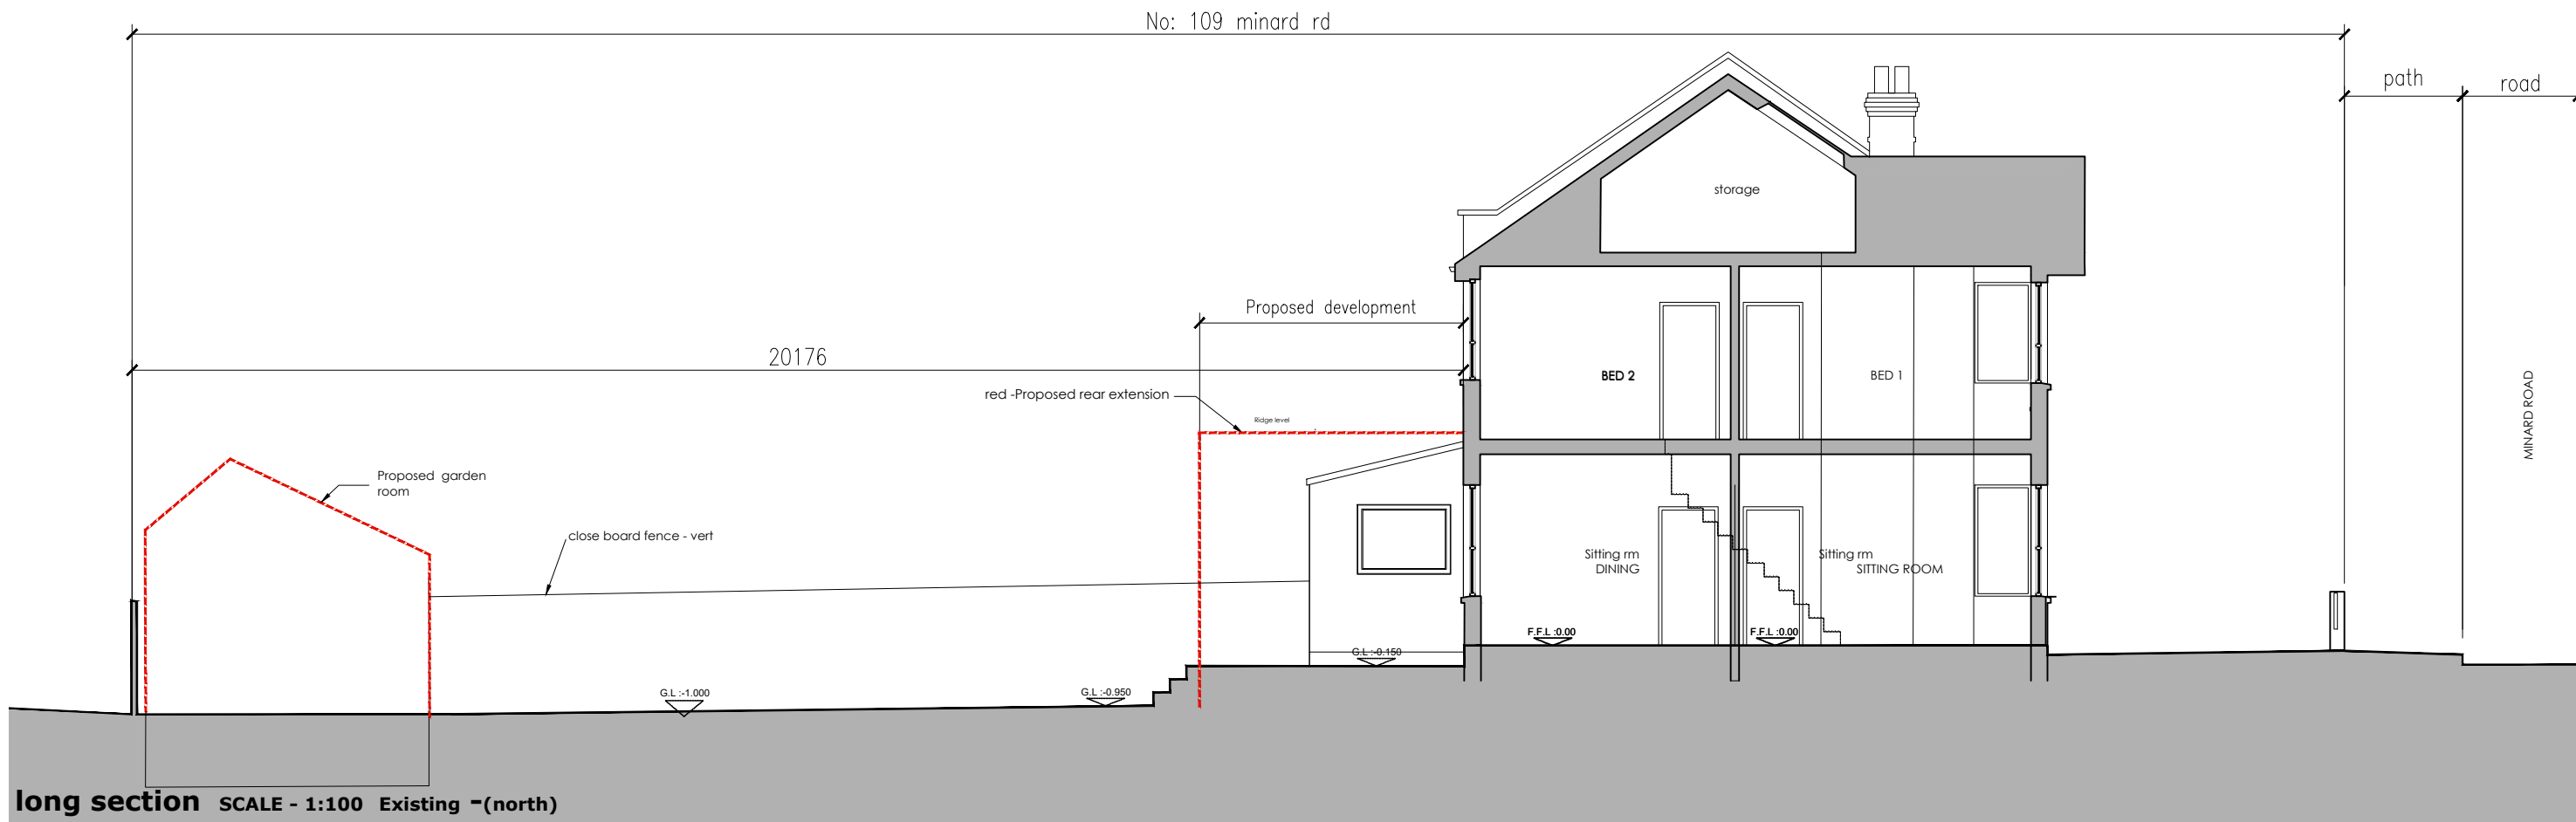 No: 109 minard rd
path
road
storage
Proposed development
20176
red -Proposed rear extension
Ridge level
BED 2
BED 1
MINARD ROAD
Proposed garden
room
close board fence - vert
Sitting rm
DINING
Sitting rm
SITTING ROOM
F.F.L :0.00
F.F.L :0.00
G.L :-0.150
G.L :-1.000
G.L :-0.950
long section SCALE - 1:100 Existing -(north)